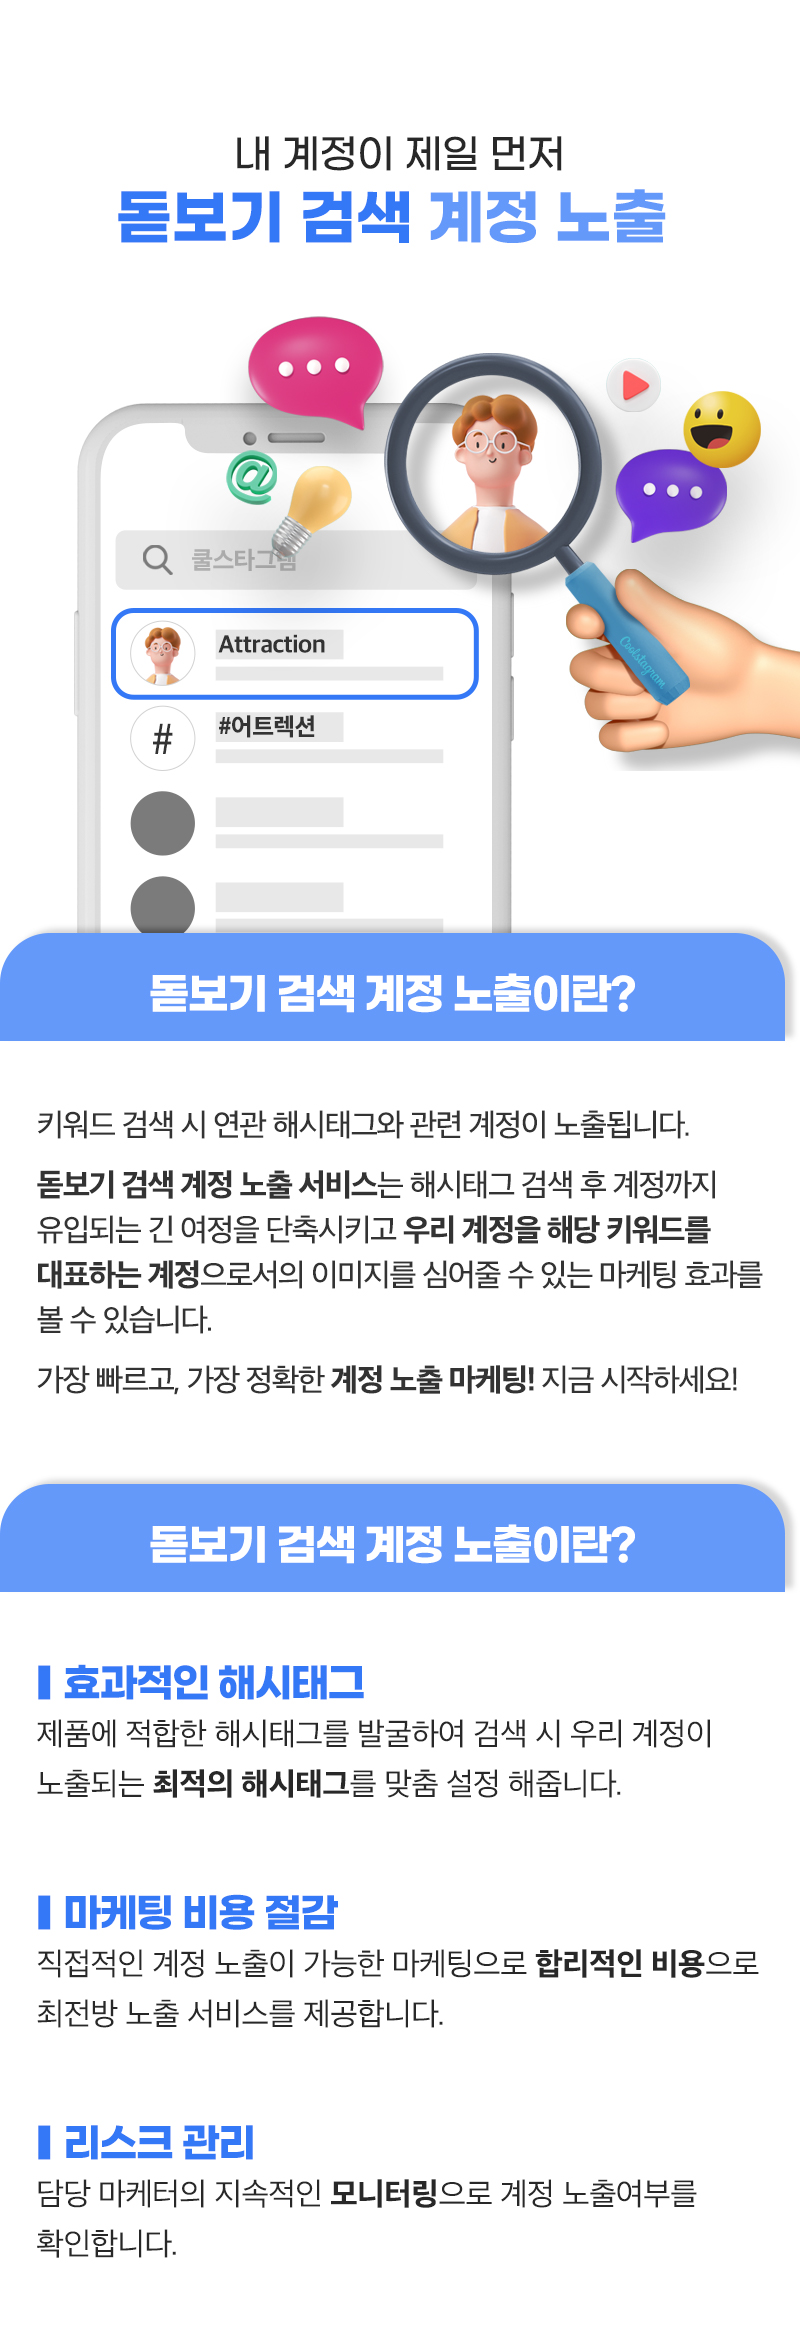 내 계정이 제일 먼저
돋보기 검색 계정 노출
@
쿨스타그램
Coolstagram
Attraction
#
#어트렉션
돋보기 검색 계정 노출이란?
키워드 검색 시 연관 해시태그와 관련 계정이 노출됩니다.
돋보기 검색 계정 노출 서비스는 해시태그 검색 후 계정까지
유입되는 긴 여정을 단축시키고 우리 계정을 해당 키워드를
대표하는 계정으로서의 이미지를 심어줄 수 있는 마케팅 효과를
볼 수 있습니다.
가장 빠르고, 가장 정확한 계정 노출 마케팅! 지금 시작하세요!
돋보기 검색 계정 노출이란?
효과적인 해시태그
제품에 적합한 해시태그를 발굴하여 검색 시 우리 계정이
노출되는 최적의 해시태그를 맞춤 설정 해줍니다.
마케팅 비용 절감
직접적인 계정 노출이 가능한 마케팅으로 합리적인 비용으로
최전방 노출 서비스를 제공합니다.
리스크 관리
담당 마케터의 지속적인 모니터링으로 계정 노출여부를
확인합니다.